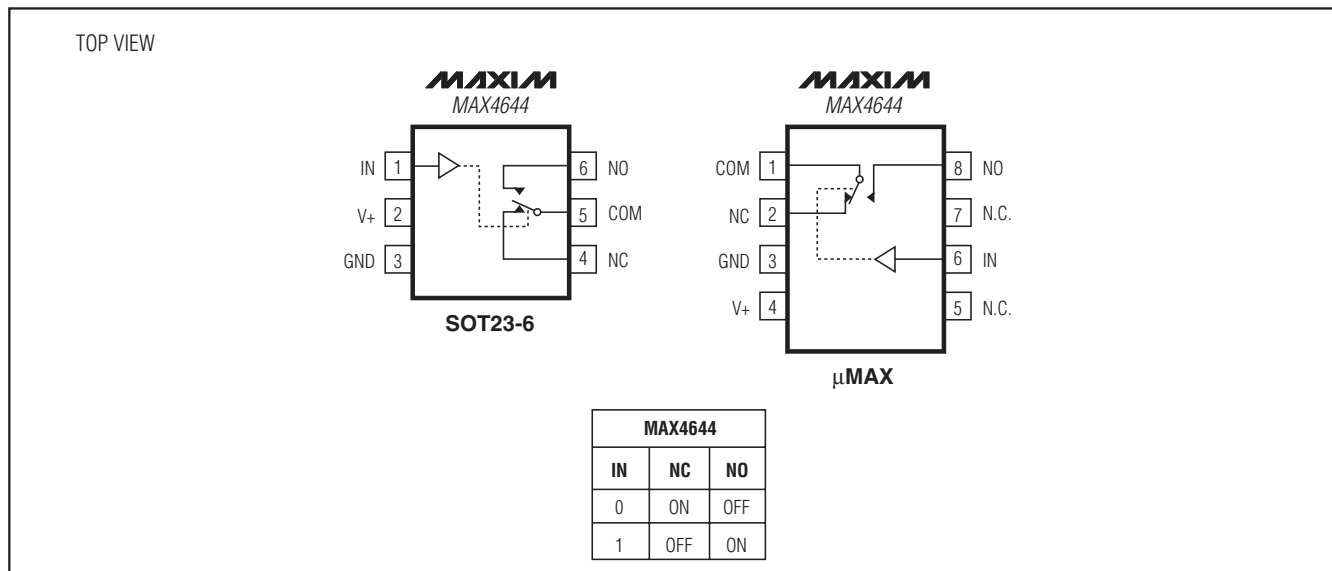 TOP VIEW
MAXIM
MAX4644
IN 1
V+ 2
GND 3
6 NO
5 COM
4 NC
SOT23-6
MAXIM
MAX4644
COM 1
NC 2
GND 3
V+ 4
8 NO
7 N.C.
6 IN
5 N.C.
μMAX
MAX4644
IN NC NO
0 ON OFF
1 OFF ON